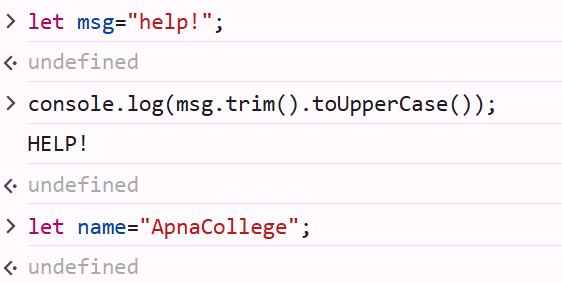 > let msg="help!";
<· undefined
> console.log(msg.trim().toUpperCase());
HELP!
<· undefined
> let name="ApnaCollege";
<· undefined